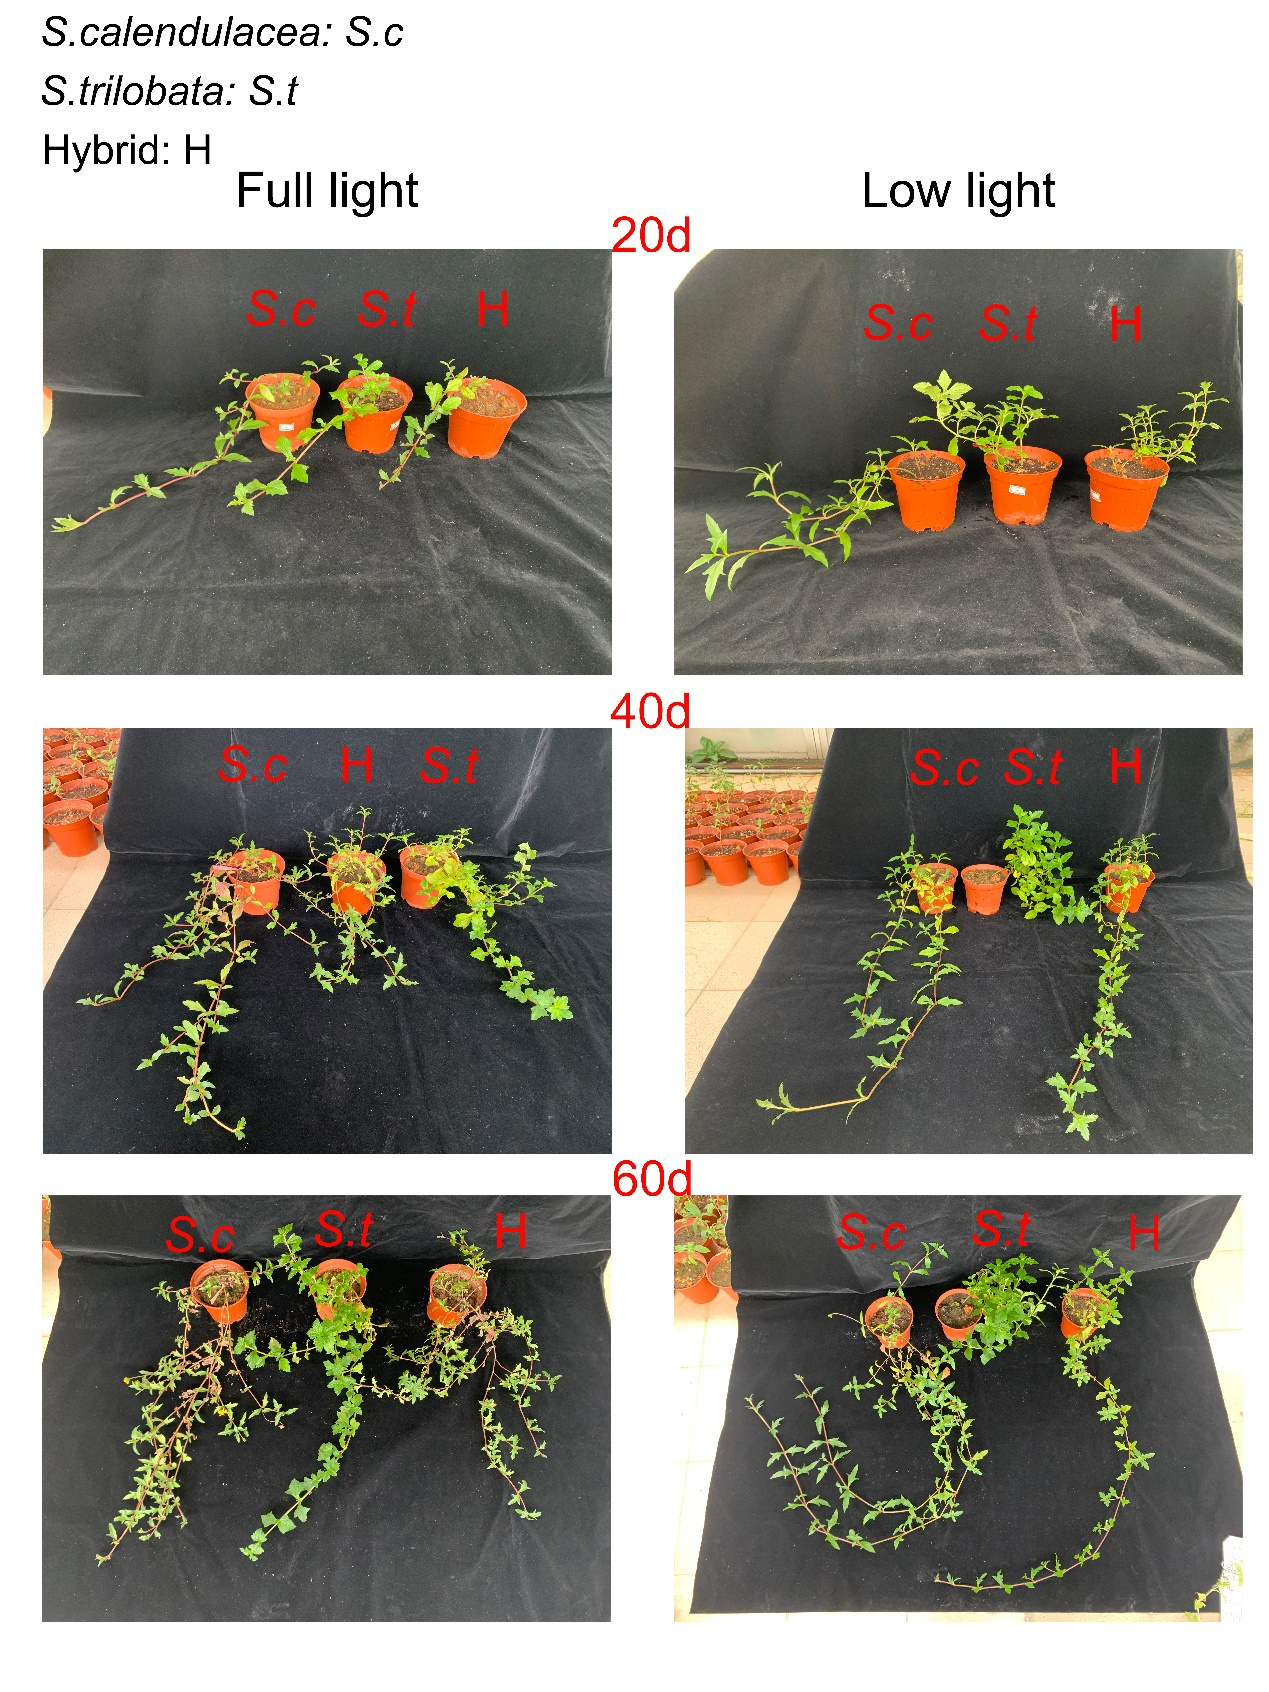 S.calendulacea: S.c
S.trilobata: S.t
Hybrid: H
Full light
Low light
20d
S.c S.t H
S.c S.t H
40d
S.c H S.t
S.c S.t H
60d
S.c S.t H
S.c S.t H